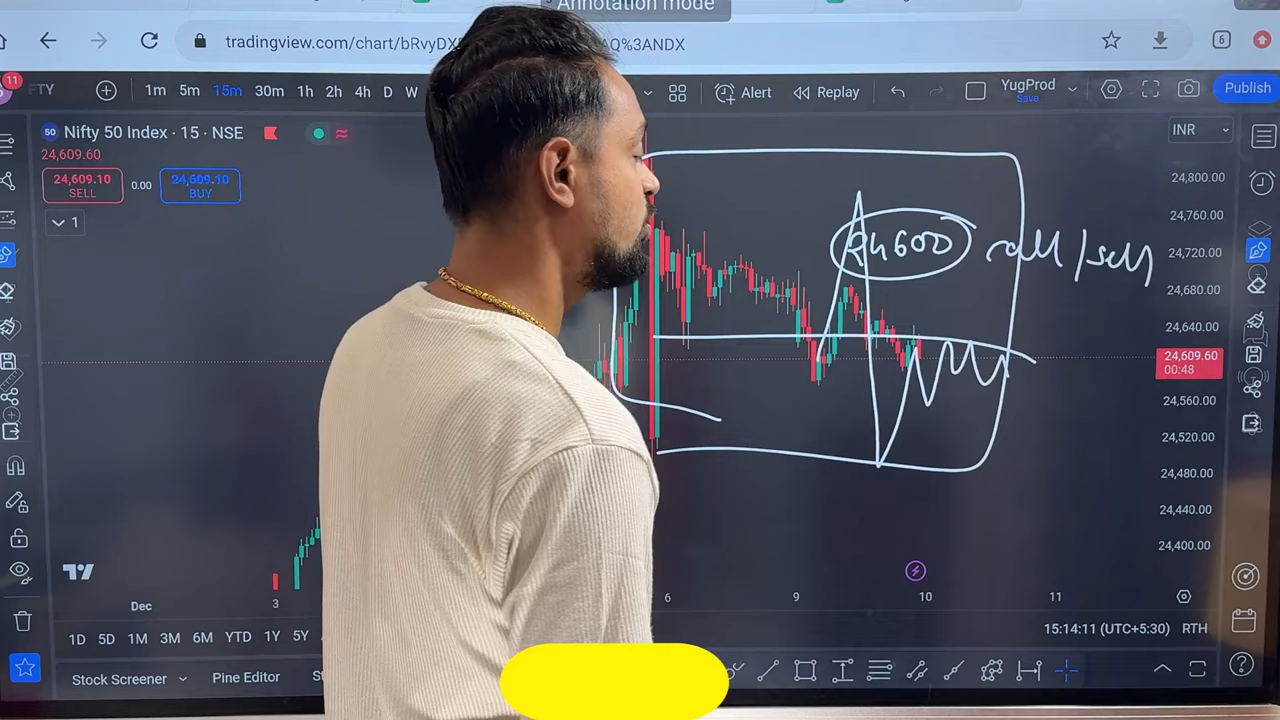 Annotation mode
tradingview.com/chart/bRvyDX
Q%3ANDX
6
11
TY
1m 5m 15m 30m 1h 2h 4h D W
Alert
Replay
YugProd
Save
Publish
50 Nifty 50 Index · 15 · NSE
INR
24,609.60
24,609.10
SELL
0.00
24,609.10
BUY
1
24,800.00
24,760.00
24600 call/sell
24,720.00
24,680.00
24,640.00
24,609.60
00:48
24,560.00
24,520.00
24,480.00
24,440.00
24,400.00
Dec
3
6
9
10
11
1D 5D 1M 3M 6M YTD 1Y 5Y
15:14:11 (UTC+5:30)
RTH
Stock Screener
Pine Editor